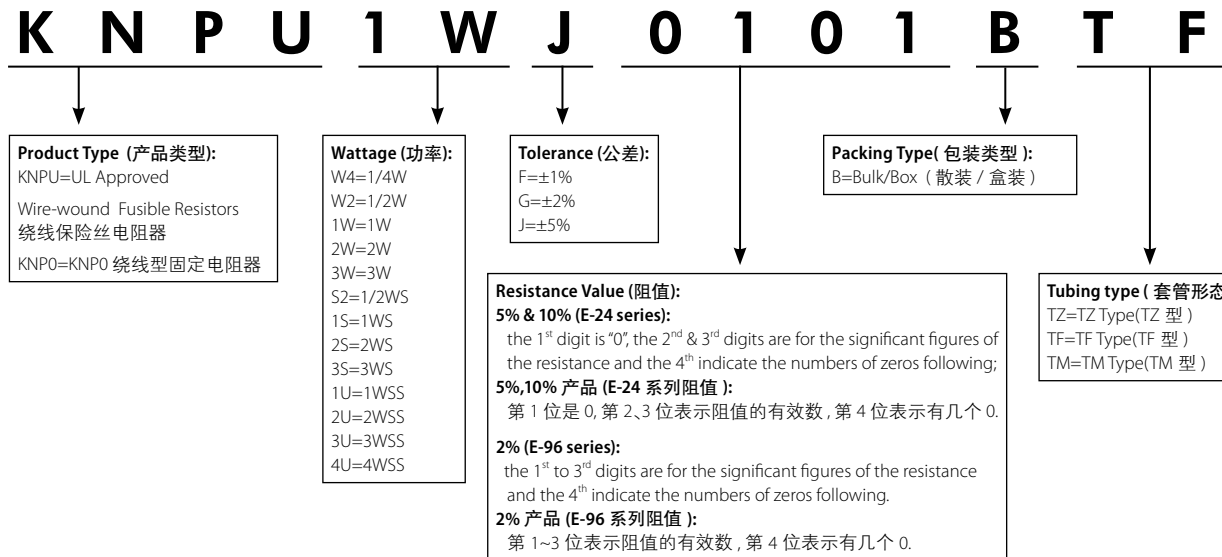 K N P U 1 W J 0 1 0 1 B T F
Product Type (产品类型):
KNPU=UL Approved
Wire-wound Fusible Resistors
绕线保险丝电阻器
KNP0=KNP0 绕线型固定电阻器
Wattage (功率):
W4=1/4W
W2=1/2W
1W=1W
2W=2W
3W=3W
S2=1/2WS
1S=1WS
2S=2WS
3S=3WS
1U=1WSS
2U=2WSS
3U=3WSS
4U=4WSS
Tolerance (公差):
F=±1%
G=±2%
J=±5%
Resistance Value (阻值):
5% & 10% (E-24 series):
the 1st digit is “0”, the 2nd & 3rd digits are for the significant figures of
the resistance and the 4th indicate the numbers of zeros following;
5%,10% 产品 (E-24 系列阻值 ):
第 1 位是 0, 第 2、3 位表示阻值的有效数 , 第 4 位表示有几个 0.
2% (E-96 series):
the 1st to 3rd digits are for the significant figures of the resistance
and the 4th indicate the numbers of zeros following.
2% 产品 (E-96 系列阻值 ):
第 1~3 位表示阻值的有效数 , 第 4 位表示有几个 0.
Packing Type( 包装类型 ):
B=Bulk/Box ( 散装 / 盒装 )
Tubing type ( 套管形态
TZ=TZ Type(TZ 型 )
TF=TF Type(TF 型 )
TM=TM Type(TM 型 )